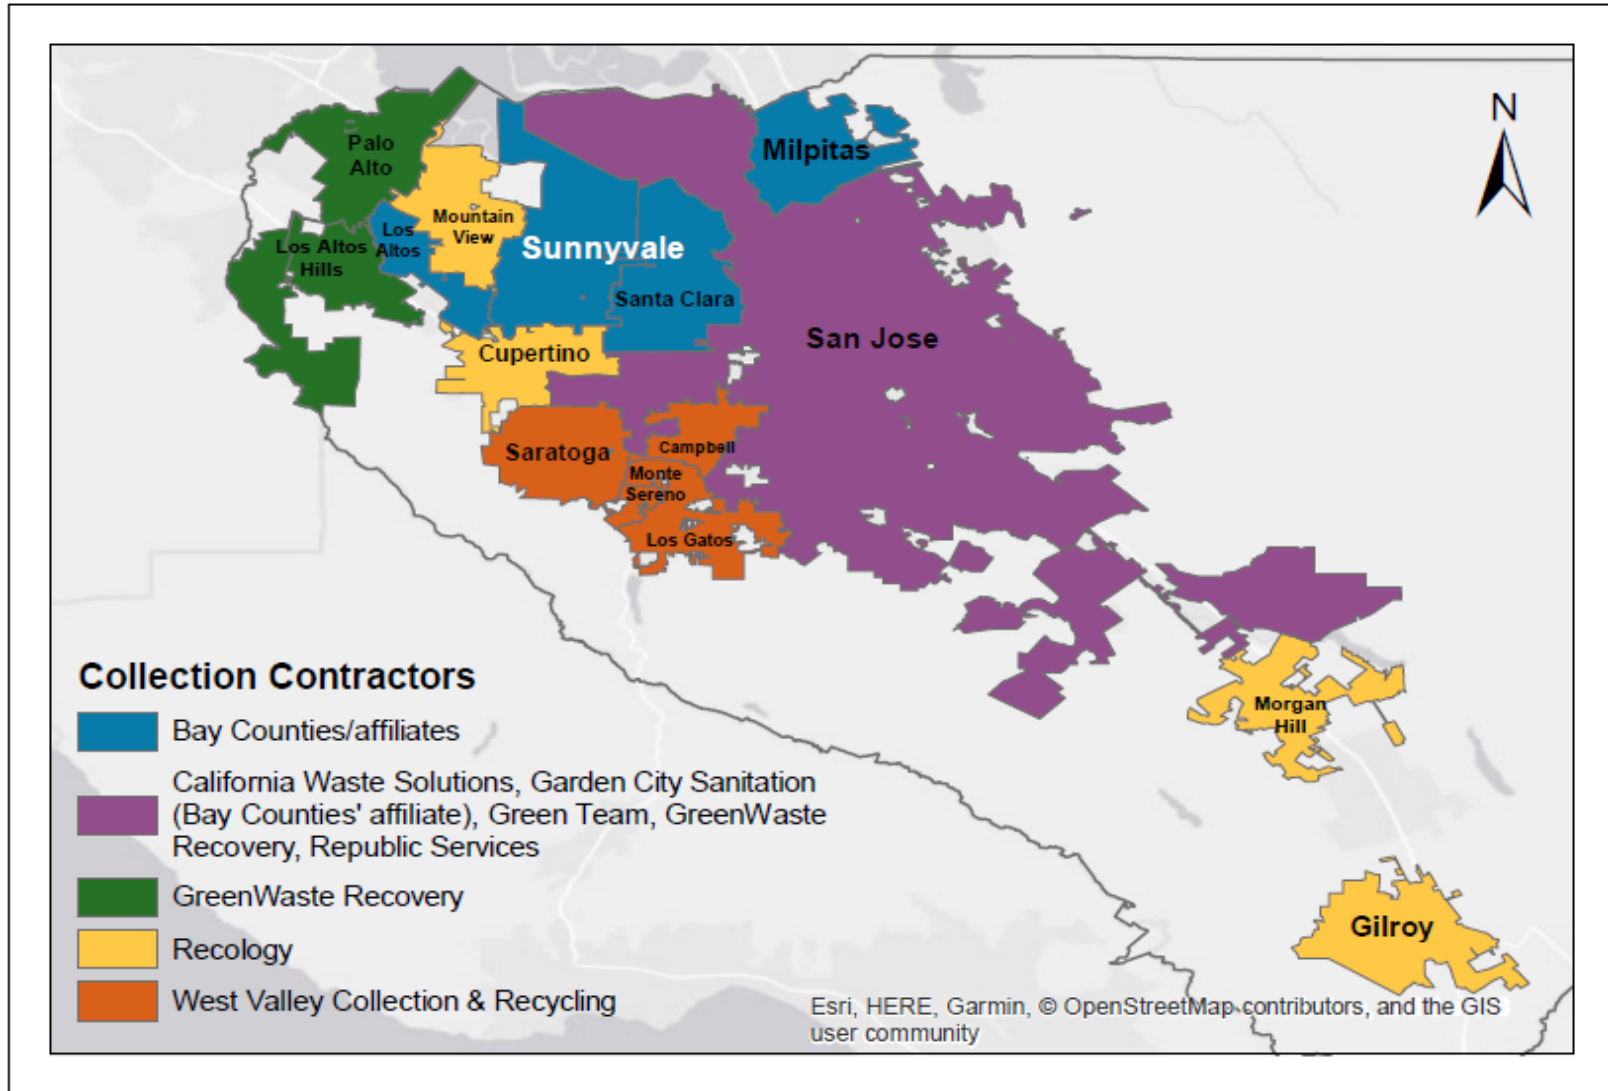 N
Palo
Alto
Milpitas
Mountain
View
Los
Altos
Los Altos
Hills
Sunnyvale
Santa Clara
San Jose
Cupertino
Saratoga
Campbell
Monte
Sereno
Los Gatos
Morgan
Hill
Gilroy
Collection Contractors
Bay Counties/affiliates
California Waste Solutions, Garden City Sanitation
(Bay Counties' affiliate), Green Team, GreenWaste
Recovery, Republic Services
GreenWaste Recovery
Recology
West Valley Collection & Recycling
Esri, HERE, Garmin, © OpenStreetMap contributors, and the GIS
user community